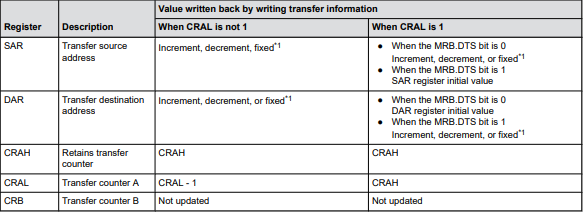 Value written back by writing transfer information
Register Description When CRAL is not 1 When CRAL is 1
SAR Transfer source address Increment, decrement, fixed*1 ● When the MRB.DTS bit is 0
Increment, decrement, or fixed*1
● When the MRB.DTS bit is 1
SAR register initial value
DAR Transfer destination address Increment, decrement, or fixed*1 ● When the MRB.DTS bit is 0
DAR register initial value
● When the MRB.DTS bit is 1
Increment, decrement, or fixed*1
CRAH Retains transfer counter CRAH CRAH
CRAL Transfer counter A CRAL - 1 CRAH
CRB Transfer counter B Not updated Not updated